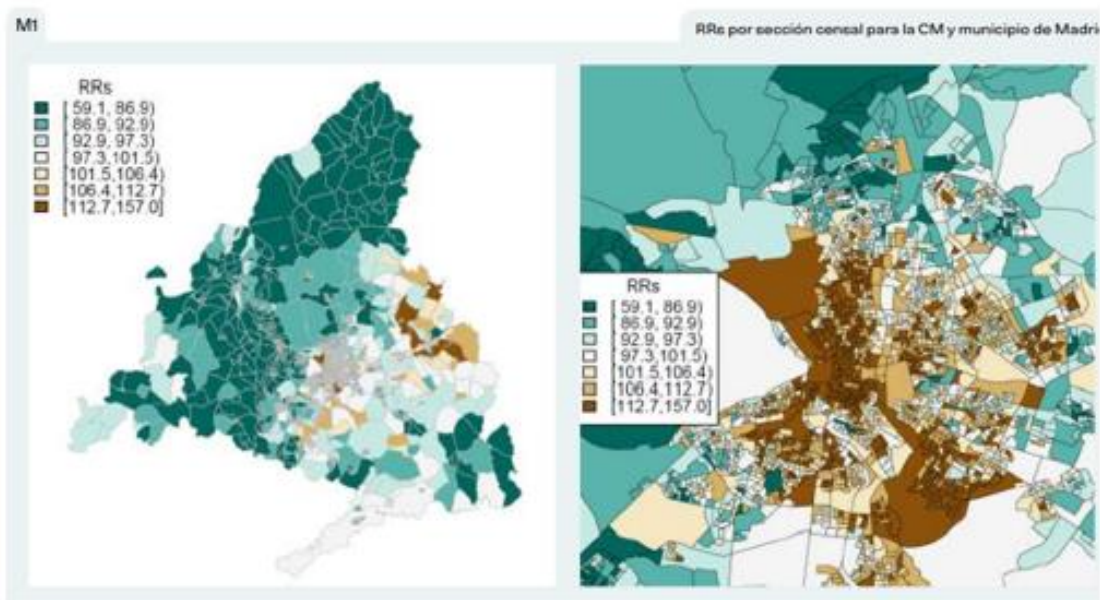 M1
RRs por sección censal para la CM y municipio de Madri
RRs
[ 59.1, 86.9)
[ 86.9, 92.9)
[ 92.9, 97.3)
[ 97.3,101.5)
[101.5,106.4)
[106.4,112.7)
[112.7,157.0]
RRs
[ 59.1, 86.9)
[ 86.9, 92.9)
[ 92.9, 97.3)
[ 97.3,101.5)
[101.5,106.4)
[106.4,112.7)
[112.7,157.0]